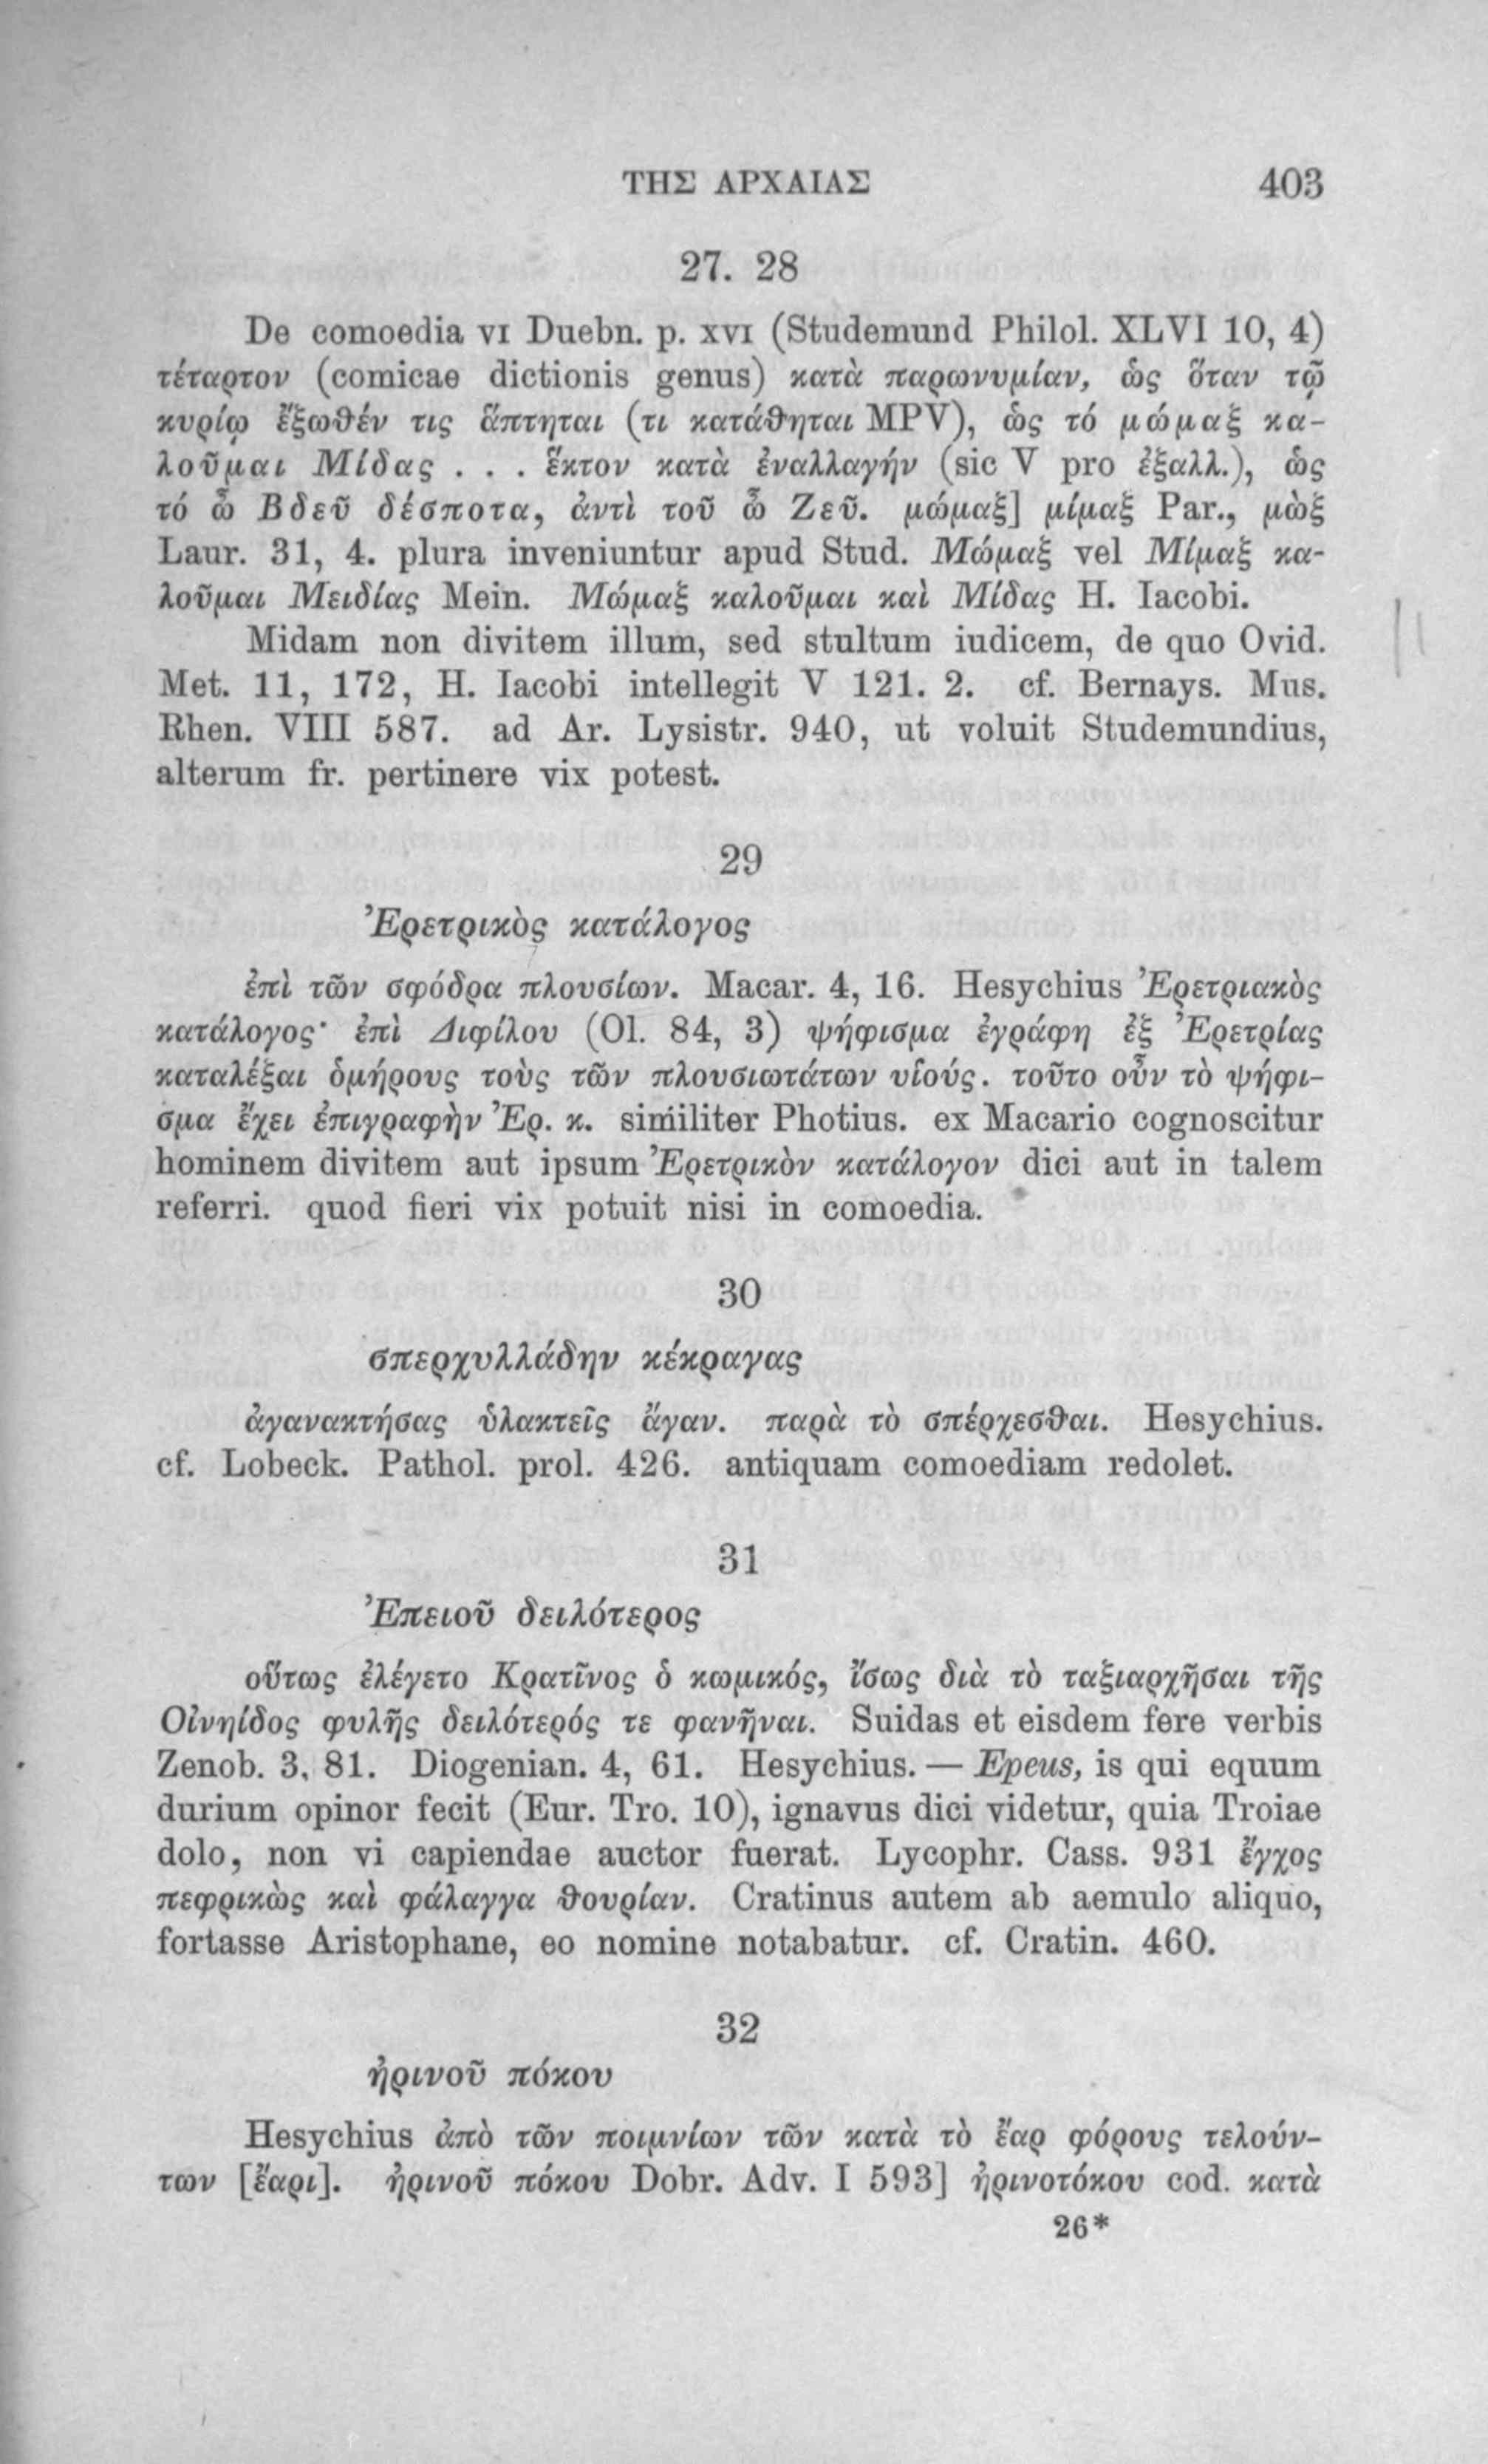 ΤΗΣ ΑΡΧΑΙΑΣ 403
27. 28
De comoedia VI Duebn. p. XVI (Studemund Philol. XLVI 10, 4)
τέταρτον (comicae dictionis genus) κατὰ παρωνυμίαν, ὡς ὅταν τῷ
κυρίῳ ἔξωθέν τις ἅπτηται (τι κατάθηται MPV), ὡς τό μώμαξ κα-
λοῦμαι Μίδας . . . ἕκτον κατὰ ἐναλλαγήν (sic V pro ἐξαλλ.), ὡς
τό ὦ Βδεῦ δέσποτα, ἀντὶ τοῦ ὦ Ζεῦ. μώμαξ] μίμαξ Par., μὼξ
Laur. 31, 4. plura inveniuntur apud Stud. Μώμαξ vel Μίμαξ κα-
λοῦμαι Μειδίας Mein. Μώμαξ καλοῦμαι καὶ Μίδας H. Iacobi.
Midam non divitem illum, sed stultum iudicem, de quo Ovid.
Met. 11, 172, H. Iacobi intellegit V 121. 2. cf. Bernays. Mus.
Rhen. VIII 587. ad Ar. Lysistr. 940, ut voluit Studemundius,
alterum fr. pertinere vix potest.
29
Ἐρετρικὸς κατάλογος
ἐπὶ τῶν σφόδρα πλουσίων. Macar. 4, 16. Hesychius Ἐρετριακὸς
κατάλογος· ἐπὶ Διφίλου (Ol. 84, 3) ψήφισμα ἐγράφη ἐξ Ἐρετρίας
καταλέξαι ὁμήρους τοὺς τῶν πλουσιωτάτων υἱούς. τοῦτο οὖν τὸ ψήφι-
σμα ἔχει ἐπιγραφὴν Ἐρ. κ. similiter Photius. ex Macario cognoscitur
hominem divitem aut ipsum Ἐρετρικὸν κατάλογον dici aut in talem
referri. quod fieri vix potuit nisi in comoedia.
30
σπερχυλλάδην κέκραγας
ἀγανακτήσας ὑλακτεῖς ἄγαν. παρὰ τὸ σπέρχεσθαι. Hesychius.
cf. Lobeck. Pathol. prol. 426. antiquam comoediam redolet.
31
Ἐπειοῦ δειλότερος
οὕτως ἐλέγετο Κρατῖνος ὁ κωμικός, ἴσως διὰ τὸ ταξιαρχῆσαι τῆς
Οἰνηίδος φυλῆς δειλότερός τε φανῆναι. Suidas et eisdem fere verbis
Zenob. 3, 81. Diogenian. 4, 61. Hesychius. — Epeus, is qui equum
durium opinor fecit (Eur. Tro. 10), ignavus dici videtur, quia Troiae
dolo, non vi capiendae auctor fuerat. Lycophr. Cass. 931 ἔγχος
πεφρικὼς καὶ φάλαγγα θουρίαν. Cratinus autem ab aemulo aliquo,
fortasse Aristophane, eo nomine notabatur. cf. Cratin. 460.
32
ἠρινοῦ πόκου
Hesychius ἀπὸ τῶν ποιμνίων τῶν κατὰ τὸ ἔαρ φόρους τελούν-
των [ἔαρι]. ἠρινοῦ πόκου Dobr. Adv. I 593] ἠρινοτόκου cod. κατὰ
26*